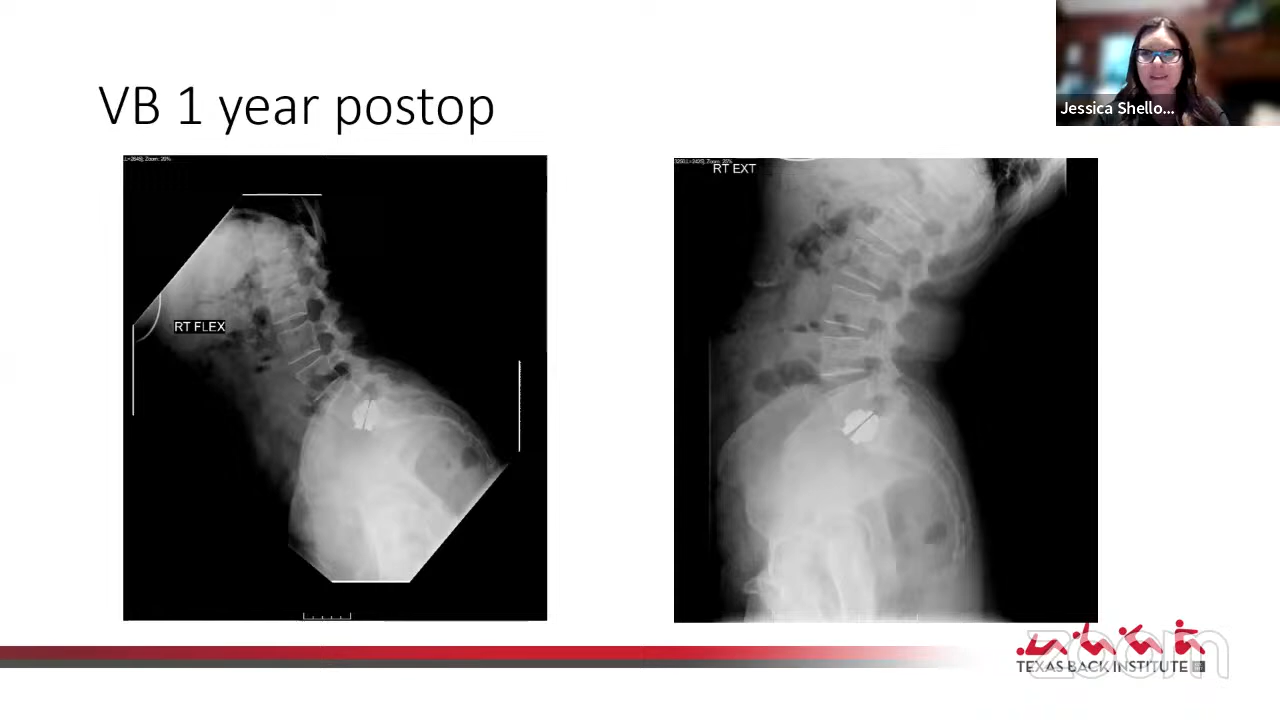 VB 1 year postop
Jessica Shello...
RT FLEX
RT EXT
zoom
TEXAS BACK INSTITUTE